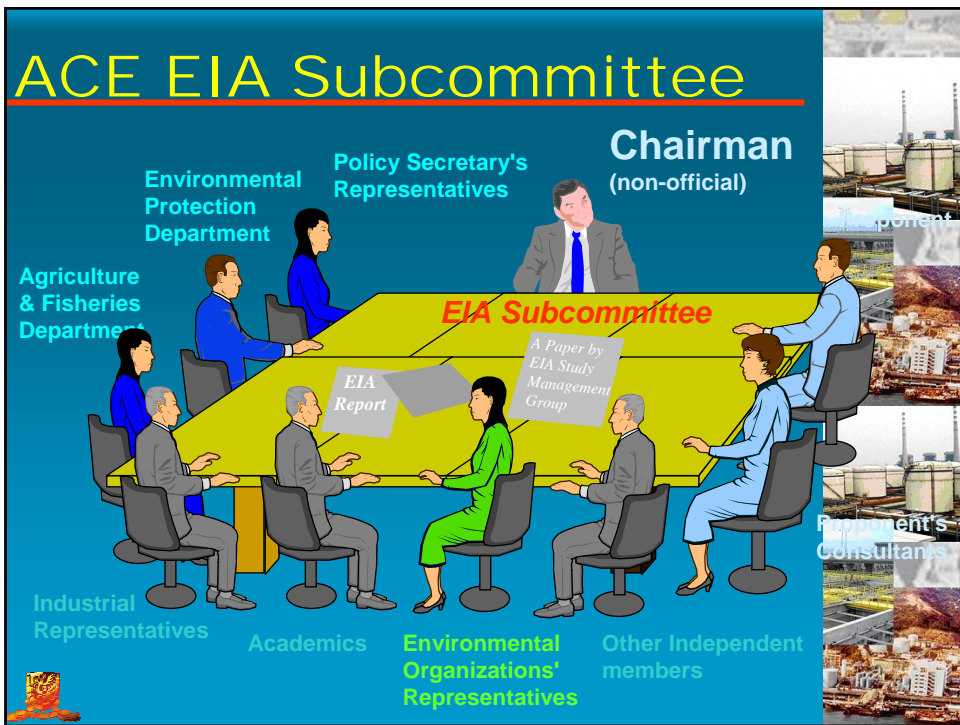 ACE EIA Subcommittee
Chairman
(non-official)
Policy Secretary's
Representatives
Environmental
Protection
Department
Agriculture
& Fisheries
Department
Proponent
EIA Subcommittee
A Paper by
EIA Study
Management
Group
EIA
Report
Proponent's
Consultants
Industrial
Representatives
Academics
Environmental
Organizations'
Representatives
Other Independent
members